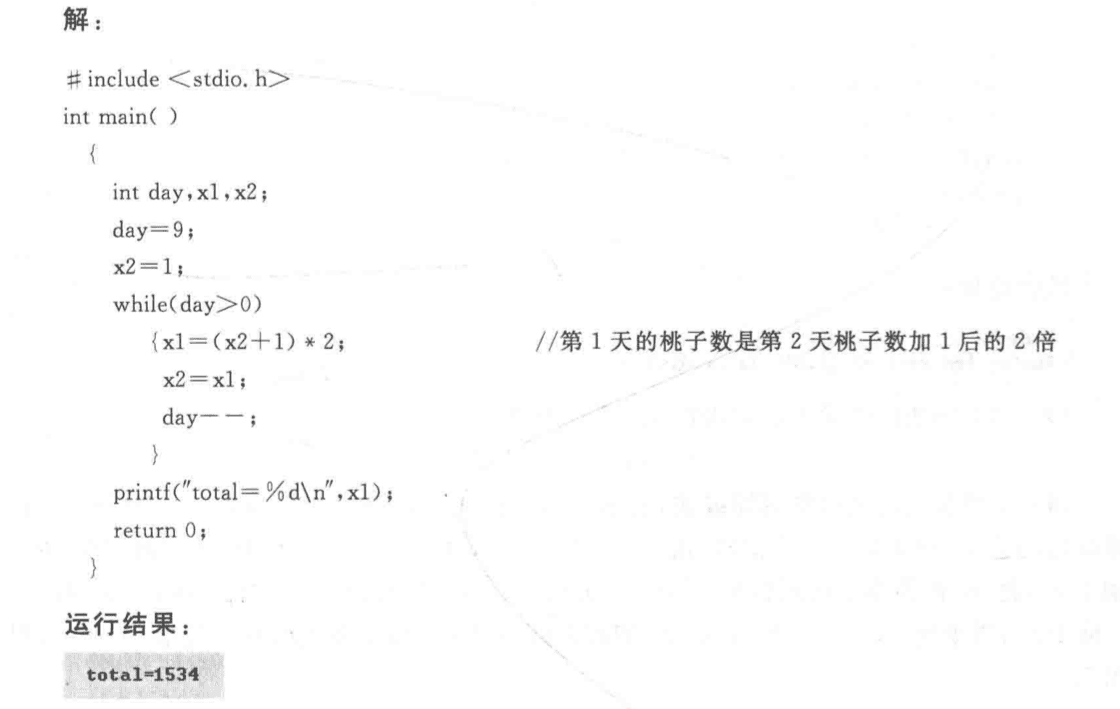 解：
# include <stdio.h>
int main( )
{
int day,x1,x2;
day=9;
x2=1;
while(day>0)
{x1=(x2+1) * 2; //第 1 天的桃子数是第 2 天桃子数加 1 后的 2 倍
x2=x1;
day--;
}
printf("total=%d\n",x1);
return 0;
}
运行结果：
total=1534